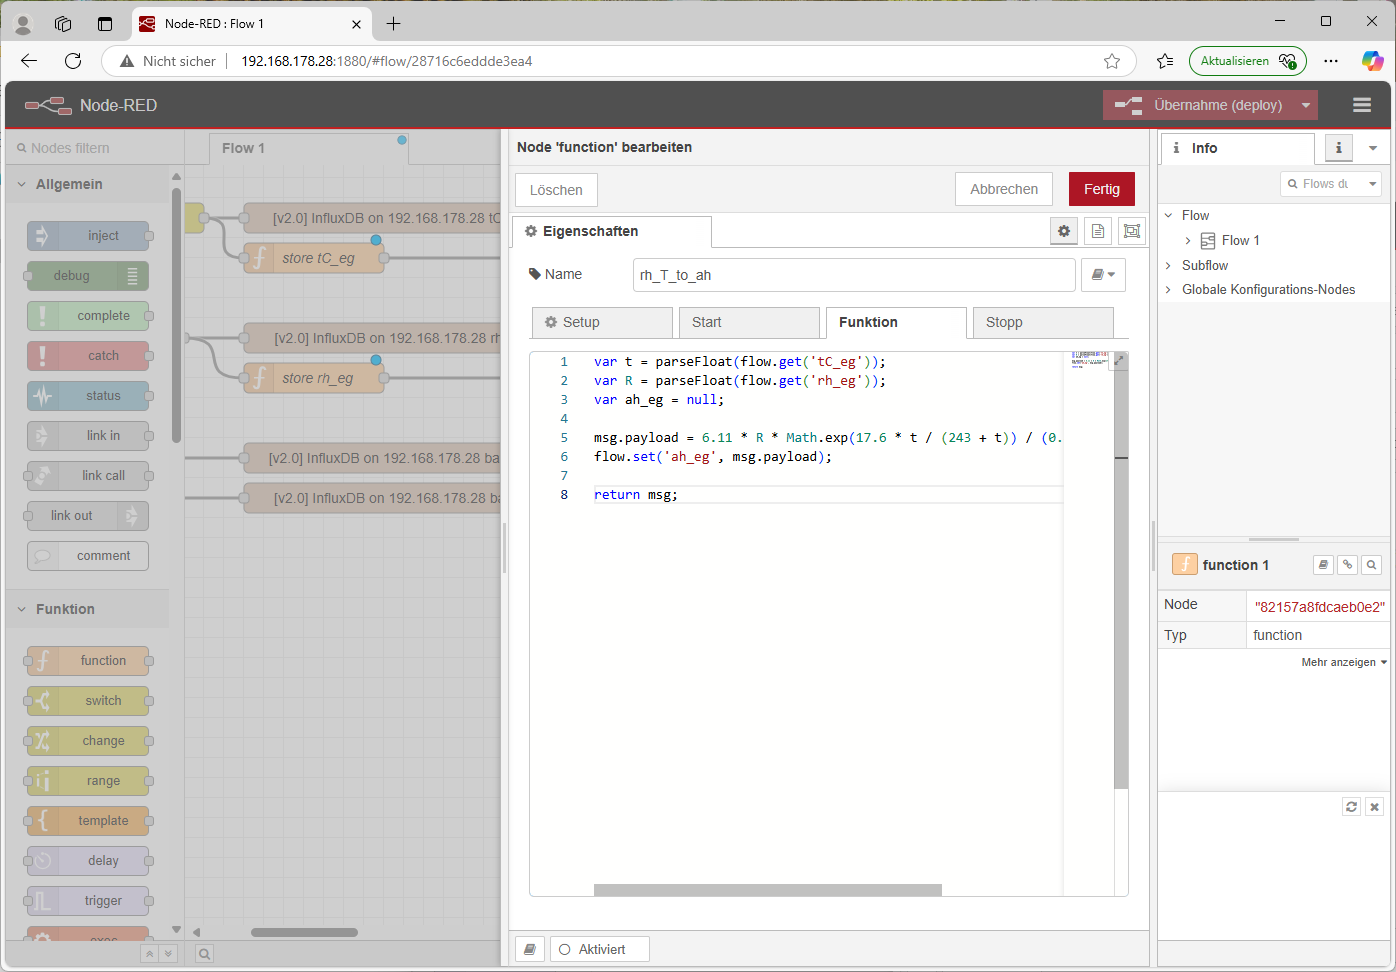 Node-RED : Flow 1
Nicht sicher
192.168.178.28:1880/#flow/28716c6eddde3ea4
Aktualisieren
Node-RED
Übernahme (deploy)
Nodes filtern
Allgemein
inject
debug
complete
catch
status
link in
link call
link out
comment
Funktion
function
switch
change
range
template
delay
trigger
Flow 1
[v2.0] InfluxDB on 192.168.178.28 tC
store tC_eg
[v2.0] InfluxDB on 192.168.178.28 rh
store rh_eg
[v2.0] InfluxDB on 192.168.178.28 ba
[v2.0] InfluxDB on 192.168.178.28 ba
Node 'function' bearbeiten
Löschen
Abbrechen
Fertig
Eigenschaften
Name
rh_T_to_ah
Setup
Start
Funktion
Stopp
1 var t = parseFloat(flow.get('tC_eg'));
2 var R = parseFloat(flow.get('rh_eg'));
3 var ah_eg = null;
4
5 msg.payload = 6.11 * R * Math.exp(17.6 * t / (243 + t)) / (0.
6 flow.set('ah_eg', msg.payload);
7
8 return msg;
Aktiviert
i Info
i
Flows du
Flow
Flow 1
Subflow
Globale Konfigurations-Nodes
function 1
Node "82157a8fdcaeb0e2"
Typ function
Mehr anzeigen